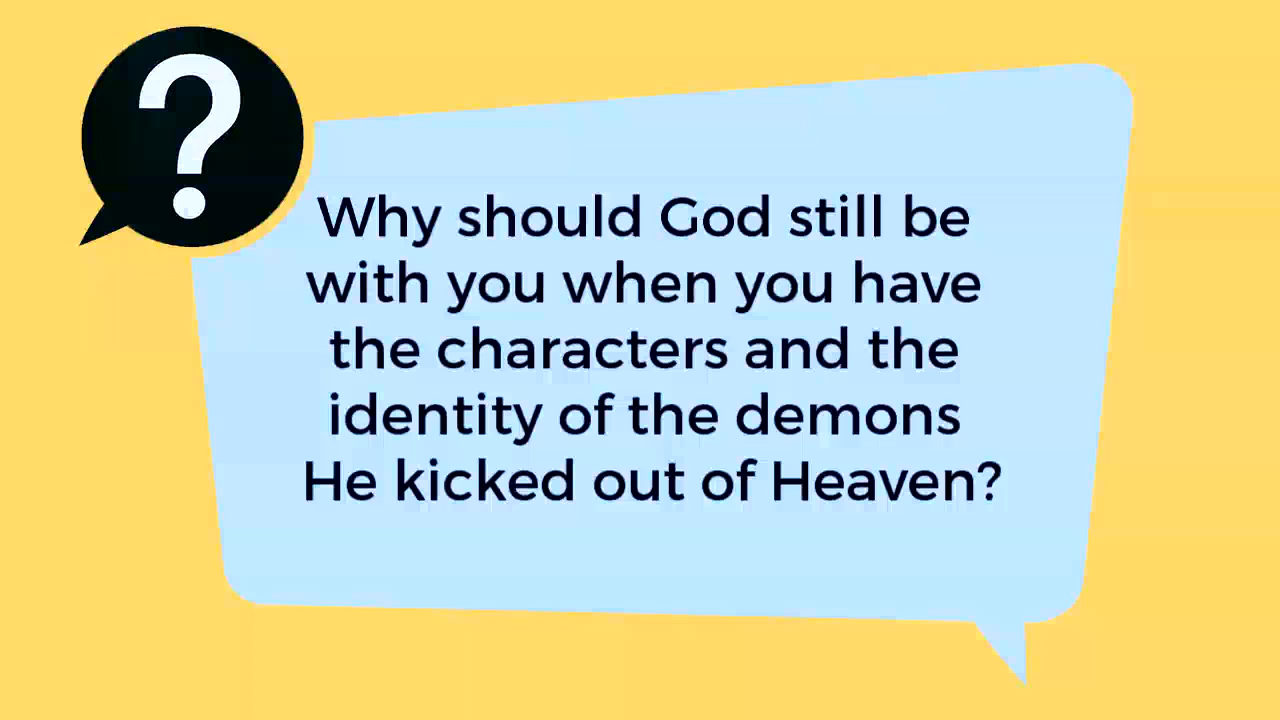 ?
Why should God still be
with you when you have
the characters and the
identity of the demons
He kicked out of Heaven?